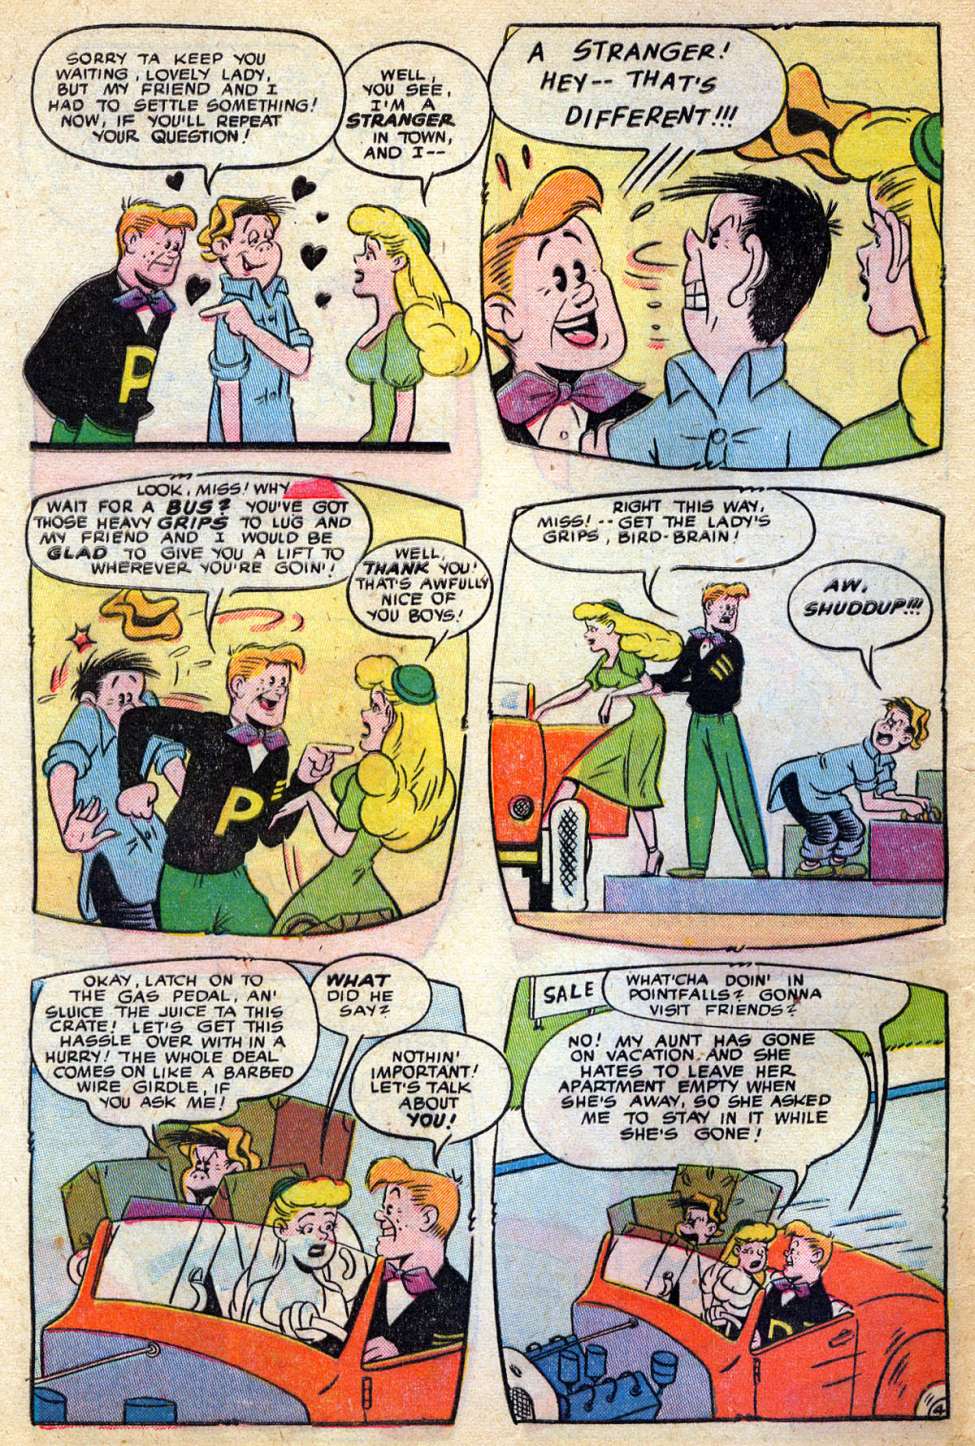 SORRY TA KEEP YOU
WAITING, LOVELY LADY,
BUT MY FRIEND AND I
HAD TO SETTLE SOMETHING!
NOW, IF YOU'LL REPEAT
YOUR QUESTION!
WELL,
YOU SEE,
I'M A
STRANGER
IN TOWN,
AND I--
P
A STRANGER!
HEY-- THAT'S
DIFFERENT!!!
LOOK, MISS! WHY
WAIT FOR A BUS? YOU'VE GOT
THOSE HEAVY GRIPS TO LUG AND
MY FRIEND AND I WOULD BE
GLAD TO GIVE YOU A LIFT TO
WHEREVER YOU'RE GOIN'!
WELL,
THANK YOU!
THAT'S AWFULLY
NICE OF
YOU BOYS!
P
RIGHT THIS WAY,
MISS! -- GET THE LADY'S
GRIPS, BIRD-BRAIN!
AW,
SHUDDUP!!!
OKAY, LATCH ON TO
THE GAS PEDAL, AN'
SLUICE THE JUICE TA THIS
CRATE! LET'S GET THIS
HASSLE OVER WITH IN A
HURRY! THE WHOLE DEAL
COMES ON LIKE A BARBED
WIRE GIRDLE, IF
YOU ASK ME!
WHAT
DID HE
SAY?
NOTHIN'
IMPORTANT!
LET'S TALK
ABOUT
YOU!
SALE
WHAT'CHA DOIN' IN
POINTFALLS? GONNA
VISIT FRIENDS?
NO! MY AUNT HAS GONE
ON VACATION AND SHE
HATES TO LEAVE HER
APARTMENT EMPTY WHEN
SHE'S AWAY, SO SHE ASKED
ME TO STAY IN IT WHILE
SHE'S GONE!
P
4